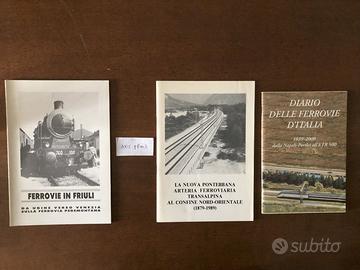 FERROVIE IN FRIULI
DA UDINE VERSO VENEZIA
SULLA FERROVIA PEDEMONTANA
LA NUOVA PONTEBBANA
ARTERIA FERROVIARIA
TRANSALPINA
AL CONFINE NORD-ORIENTALE
(1879-1989)
DIARIO
DELLE FERROVIE
D'ITALIA
1839-2009
dalla Napoli-Portici all'ETR 500
subito